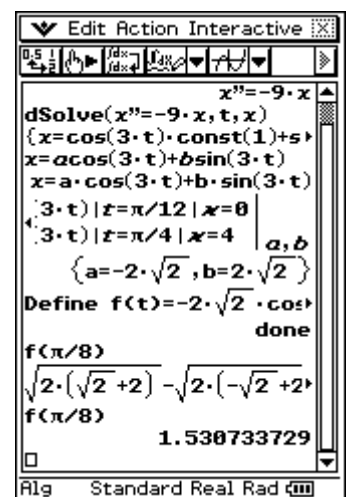 Edit Action Interactive
x''=-9·x
dSolve(x''=-9·x,t,x)
{x=cos(3·t)·const(1)+s
x=acos(3·t)+bsin(3·t)
x=a·cos(3·t)+b·sin(3·t)
3·t)|t=π/12|x=0
3·t)|t=π/4|x=4
a,b
{a=-2·√2,b=2·√2}
Define f(t)=-2·√2·cos
done
f(π/8)
√2·(√2+2)-√2·(-√2+2
f(π/8)
1.530733729
Alg Standard Real Rad